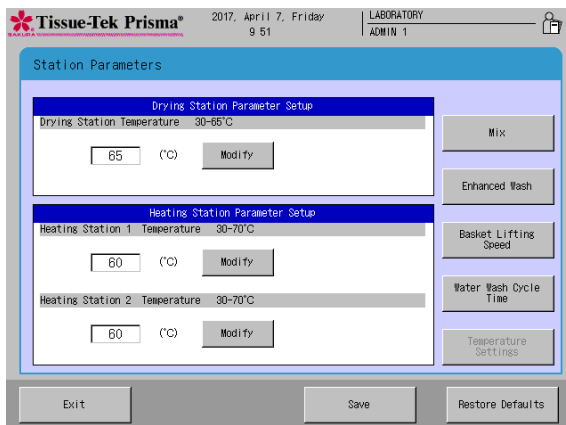 Tissue-Tek Prisma®
2017, April 7, Friday
9 51
LABORATORY
ADMIN 1
SAKURA
Station Parameters
Drying Station Parameter Setup
Drying Station Temperature 30-65°C
65 (°C) Modify
Heating Station Parameter Setup
Heating Station 1 Temperature 30-70°C
60 (°C) Modify
Heating Station 2 Temperature 30-70°C
60 (°C) Modify
Mix
Enhanced Wash
Basket Lifting
Speed
Water Wash Cycle
Time
Temperature
Settings
Exit
Save
Restore Defaults